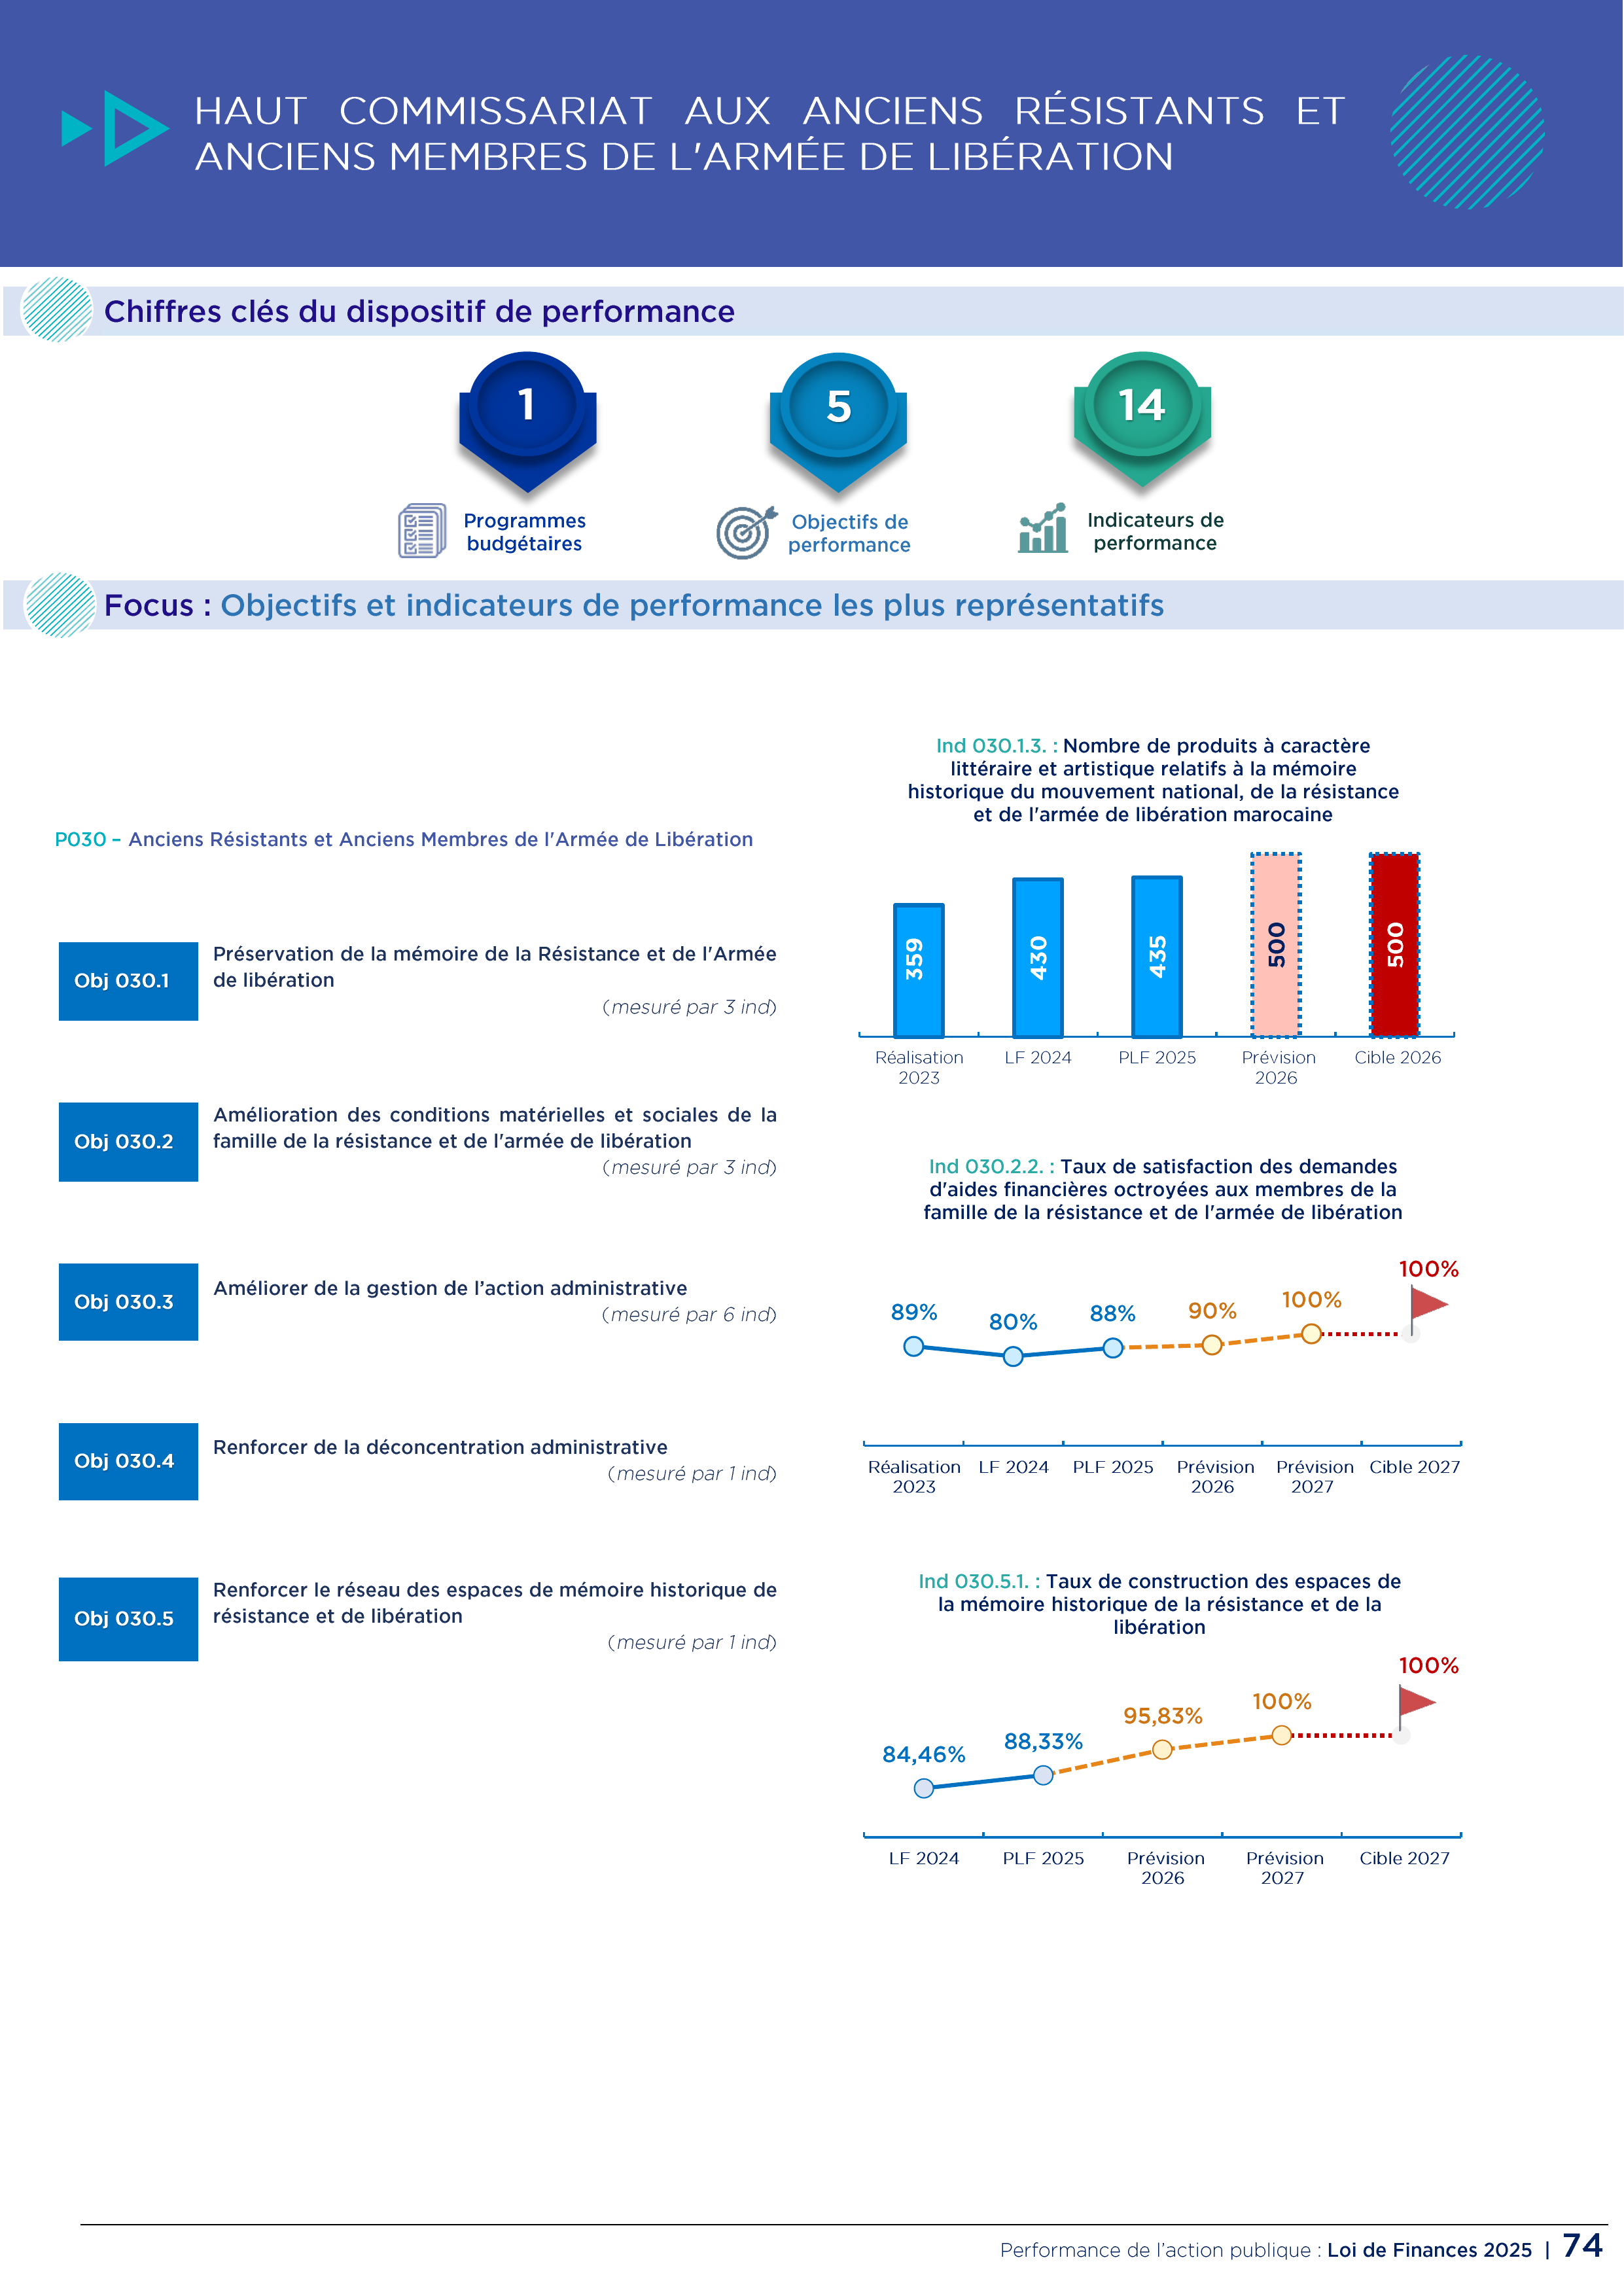 HAUT COMMISSARIAT AUX ANCIENS RÉSISTANTS ET
ANCIENS MEMBRES DE L'ARMÉE DE LIBÉRATION
Chiffres clés du dispositif de performance
1
5
14
Programmes
budgétaires
Objectifs de
performance
Indicateurs de
performance
Focus : Objectifs et indicateurs de performance les plus représentatifs
P030 – Anciens Résistants et Anciens Membres de l'Armée de Libération
Obj 030.1
Préservation de la mémoire de la Résistance et de l'Armée
de libération
(mesuré par 3 ind)
Obj 030.2
Amélioration des conditions matérielles et sociales de la
famille de la résistance et de l'armée de libération
(mesuré par 3 ind)
Obj 030.3
Améliorer de la gestion de l’action administrative
(mesuré par 6 ind)
Obj 030.4
Renforcer de la déconcentration administrative
(mesuré par 1 ind)
Obj 030.5
Renforcer le réseau des espaces de mémoire historique de
résistance et de libération
(mesuré par 1 ind)
Ind 030.1.3. : Nombre de produits à caractère
littéraire et artistique relatifs à la mémoire
historique du mouvement national, de la résistance
et de l'armée de libération marocaine
359
430
435
500
500
Réalisation
2023
LF 2024
PLF 2025
Prévision
2026
Cible 2026
Ind 030.2.2. : Taux de satisfaction des demandes
d'aides financières octroyées aux membres de la
famille de la résistance et de l'armée de libération
89%
80%
88%
90%
100%
100%
Réalisation
2023
LF 2024
PLF 2025
Prévision
2026
Prévision
2027
Cible 2027
Ind 030.5.1. : Taux de construction des espaces de
la mémoire historique de la résistance et de la
libération
84,46%
88,33%
95,83%
100%
100%
LF 2024
PLF 2025
Prévision
2026
Prévision
2027
Cible 2027
Performance de l’action publique : Loi de Finances 2025 | 74